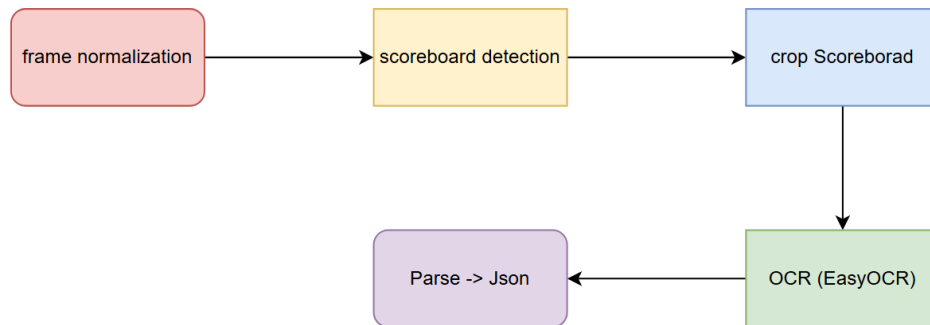 frame normalization
scoreboard detection
crop Scoreborad
OCR (EasyOCR)
Parse -> Json